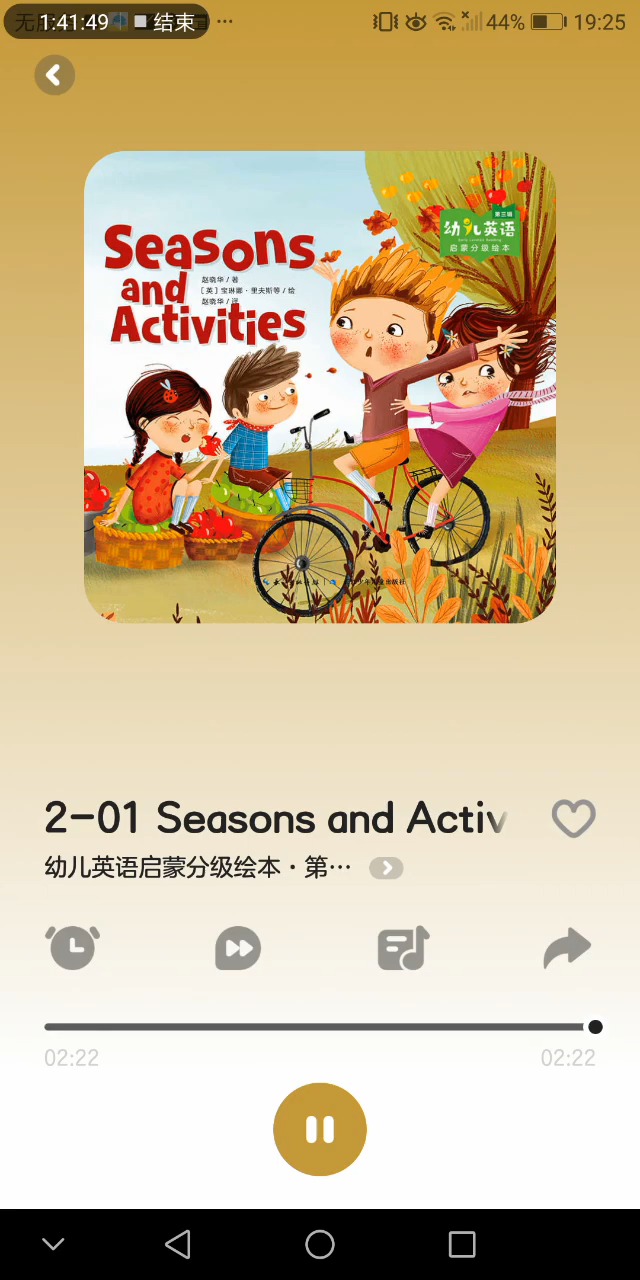 1:41:49 结束
44%
19:25
Seasons
and
Activities
赵晓华 / 著
[英] 宝琳娜·里夫斯等 / 绘
赵晓华 / 译
第三辑
幼儿英语
启蒙分级绘本
2-01 Seasons and Activ
幼儿英语启蒙分级绘本·第…
02:22
02:22